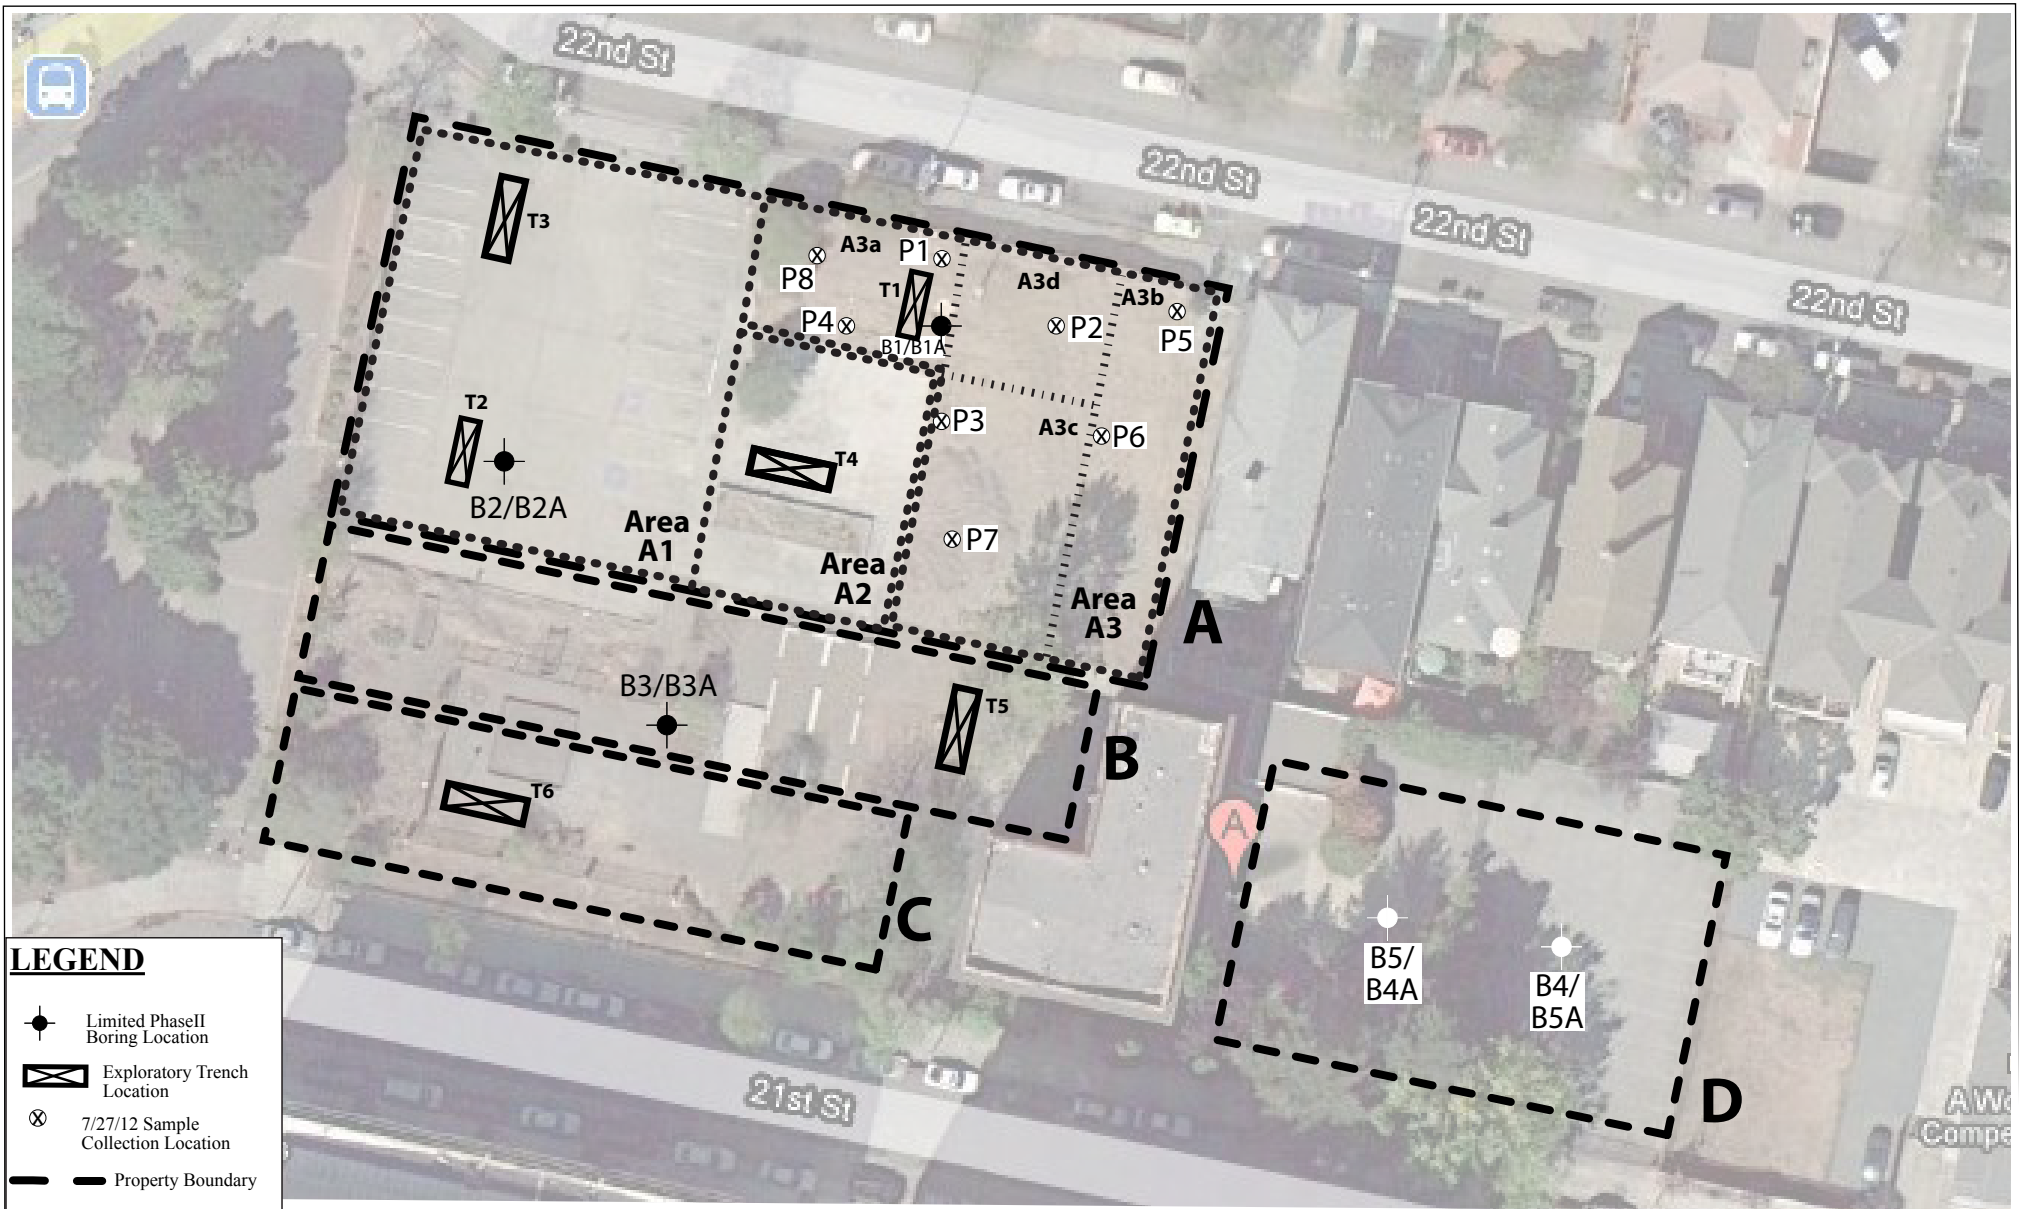 22nd St
22nd St
22nd St
22nd St
T3
A3a
P1
P8
T1
A3d
A3b
P4
P2
P5
B1/B1A
T2
P3
A3c
P6
T4
B2/B2A
Area
A1
P7
Area
A2
Area
A3
A
B3/B3A
T5
B
T6
A
C
B5/
B4A
B4/
B5A
D
21st St
A Wo
Compe
LEGEND
Limited PhaseII
Boring Location
Exploratory Trench
Location
7/27/12 Sample
Collection Location
Property Boundary